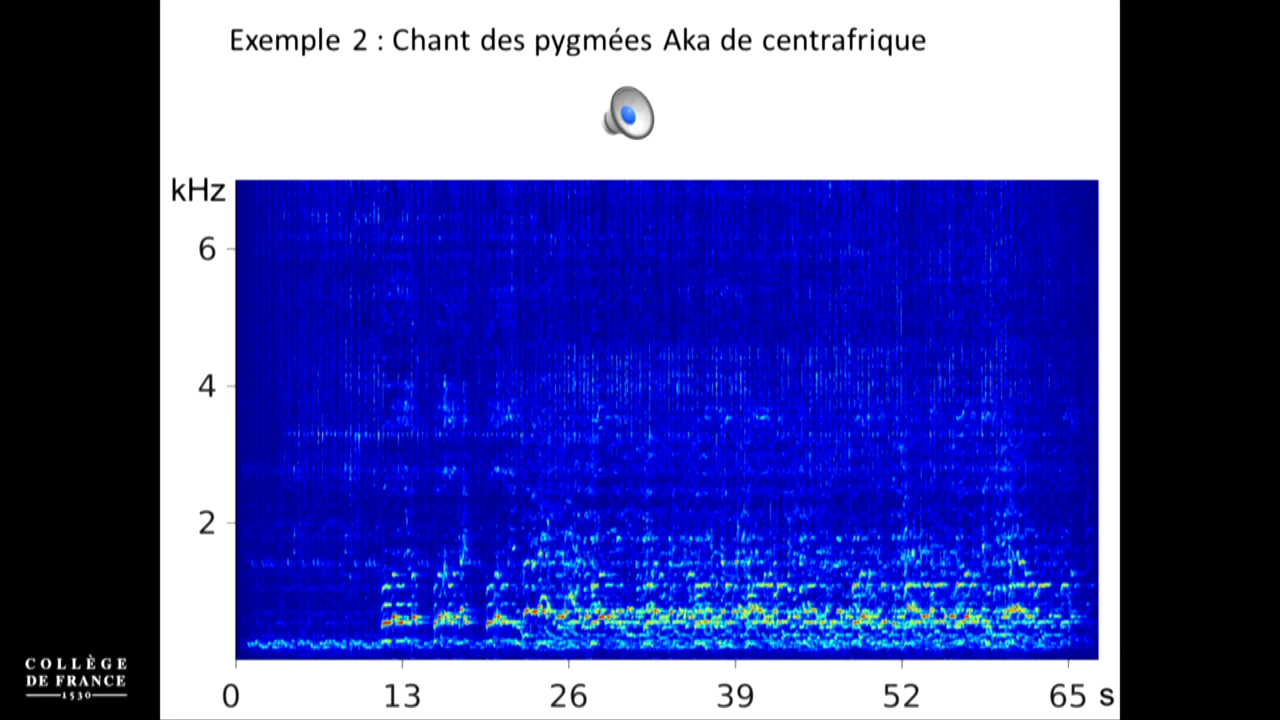 Exemple 2 : Chant des pygmées Aka de centrafrique
kHz
6
4
2
0 13 26 39 52 65 s
COLLÈGE
DE FRANCE
1530